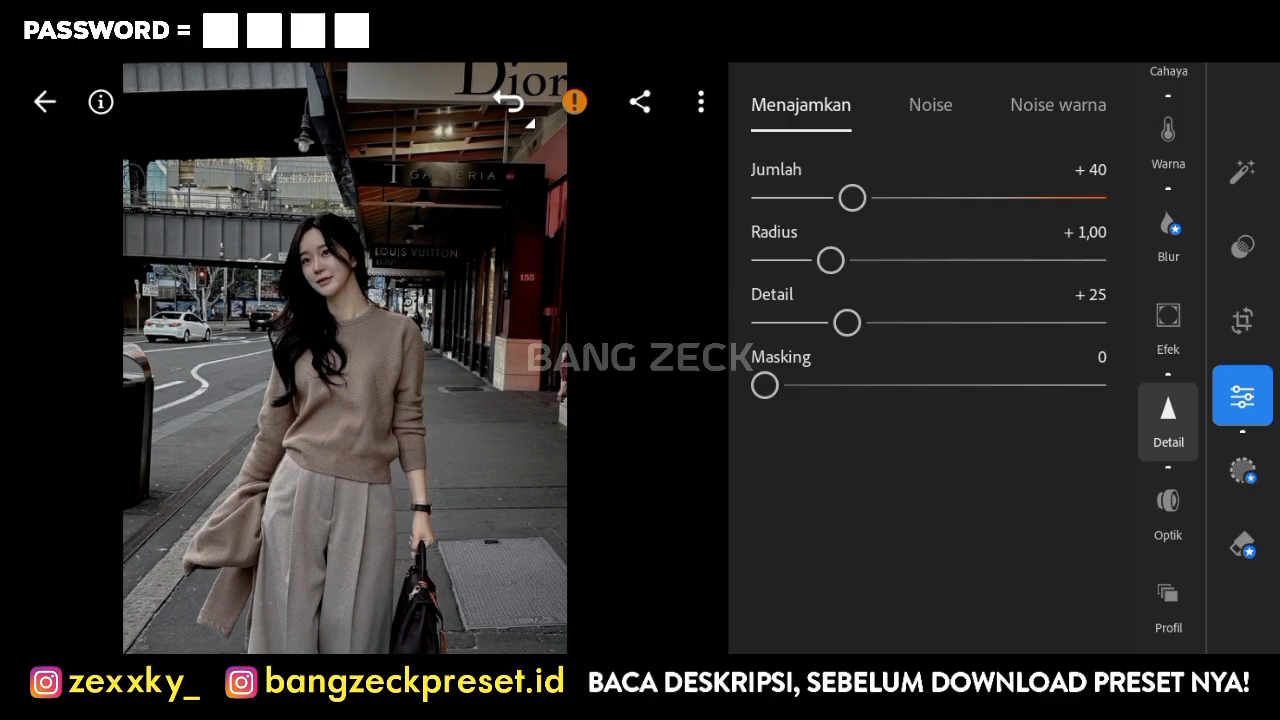 PASSWORD =
Dior
T GALLERIA
LOUIS VUITTON
155
BANG ZECK
Menajamkan
Noise
Noise warna
Jumlah
+ 40
Radius
+ 1,00
Detail
+ 25
Masking
0
Cahaya
Warna
Blur
Efek
Detail
Optik
Profil
zexxky_
bangzeckpreset.id
BACA DESKRIPSI, SEBELUM DOWNLOAD PRESET NYA!